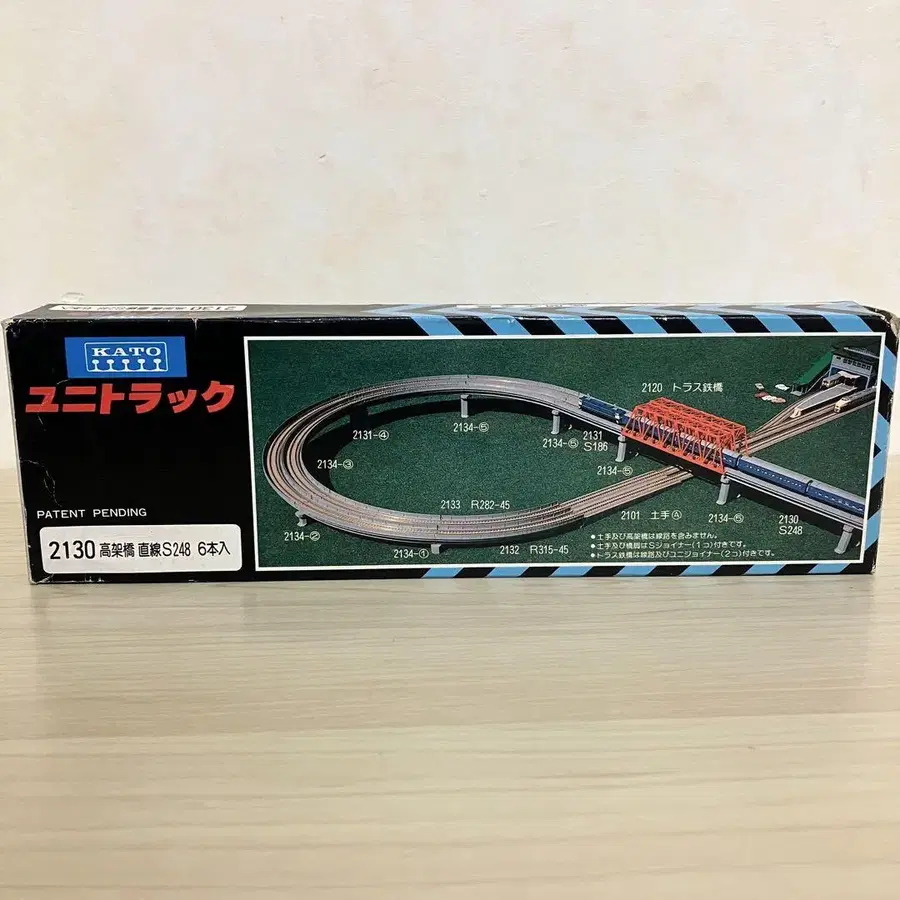 2130
KATO
ユニトラック
PATENT PENDING
2130 高架橋 直線S248 6本入
2120 トラス鉄橋
2131-④
2134-⑤
2134-⑤
2131
S186
2134-⑤
2134-③
2133 R282-45
2101 土手Ⓐ
2134-⑤
2130
S248
2134-②
2134-①
2132 R315-45
●土手及び高架橋は線路を含みません。
●土手及び橋脚はSジョイナー(1コ)付きです。
●トラス鉄橋は線路及びユニジョイナー(2コ)付きです。